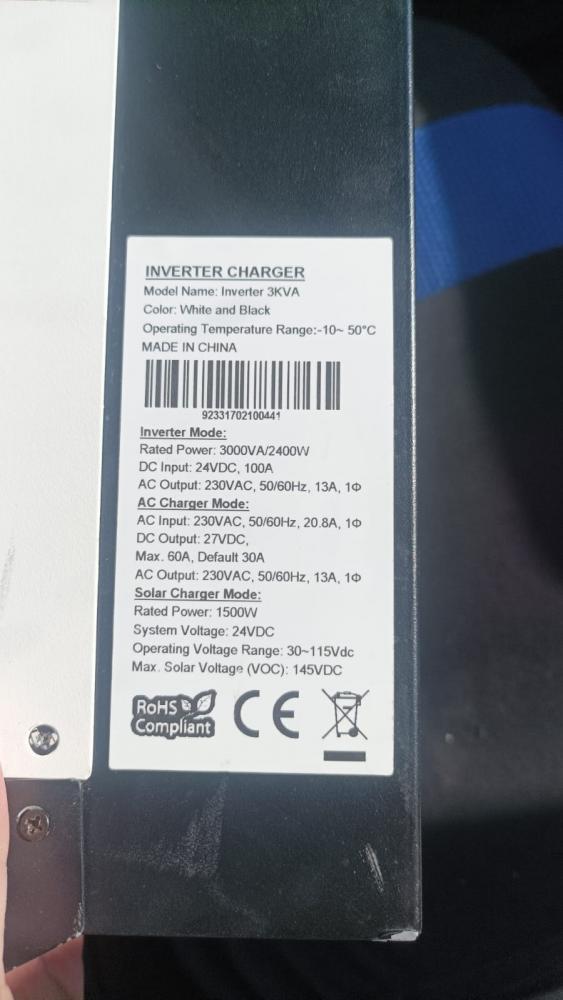 INVERTER CHARGER
Model Name: Inverter 3KVA
Color: White and Black
Operating Temperature Range:-10~ 50°C
MADE IN CHINA
92331702100441
Inverter Mode:
Rated Power: 3000VA/2400W
DC Input: 24VDC, 100A
AC Output: 230VAC, 50/60Hz, 13A, 1Φ
AC Charger Mode:
AC Input: 230VAC, 50/60Hz, 20.8A, 1Φ
DC Output: 27VDC,
Max. 60A, Default 30A
AC Output: 230VAC, 50/60Hz, 13A, 1Φ
Solar Charger Mode:
Rated Power: 1500W
System Voltage: 24VDC
Operating Voltage Range: 30~115Vdc
Max. Solar Voltage (VOC): 145VDC
RoHS
Compliant
CE